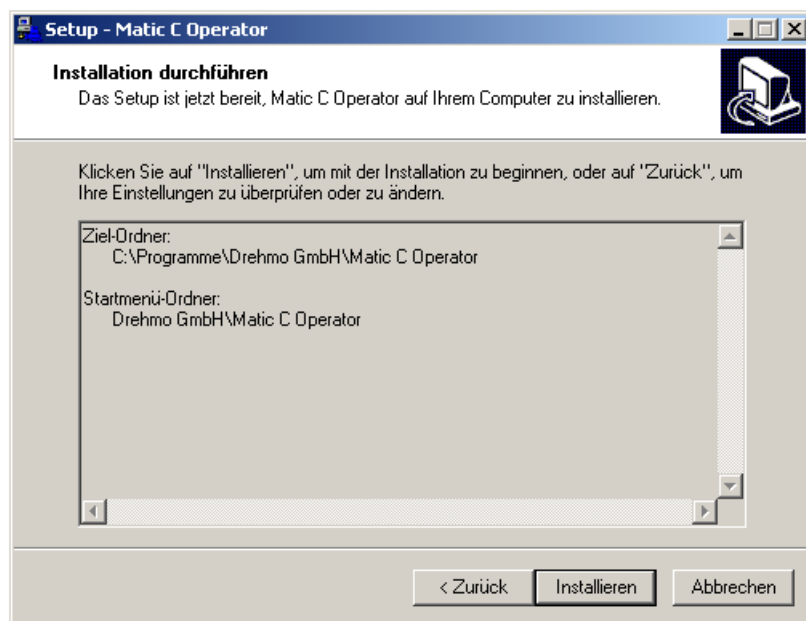 Setup - Matic C Operator
Installation durchführen
Das Setup ist jetzt bereit, Matic C Operator auf Ihrem Computer zu installieren.
Klicken Sie auf "Installieren", um mit der Installation zu beginnen, oder auf "Zurück", um
Ihre Einstellungen zu überprüfen oder zu ändern.
Ziel-Ordner:
C:\Programme\Drehmo GmbH\Matic C Operator
Startmenü-Ordner:
Drehmo GmbH\Matic C Operator
< Zurück Installieren Abbrechen